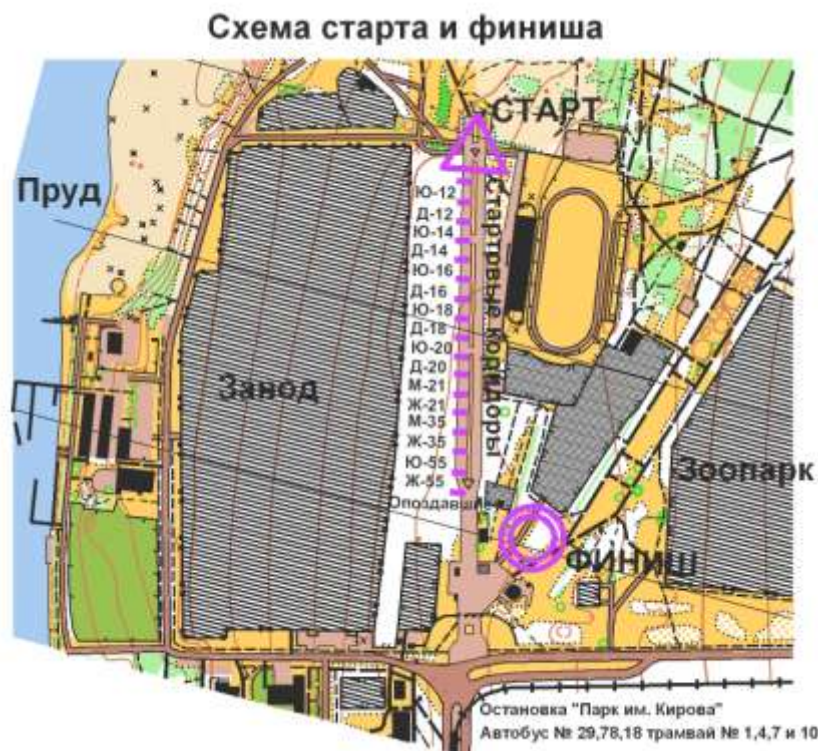 Схема старта и финиша
СТАРТ
Пруд
Ю-12
Д-12
Ю-14
Д-14
Ю-16
Д-16
Ю-18
Д-18
Ю-20
Д-20
М-21
Ж-21
М-35
Ж-35
Ю-55
Ж-55
Стартовые коридоры
Занод
Зоопарк
ФИНИШ
Остановка "Парк им. Кирова"
Автобус № 29,78,18 трамвай № 1,4,7 и 10